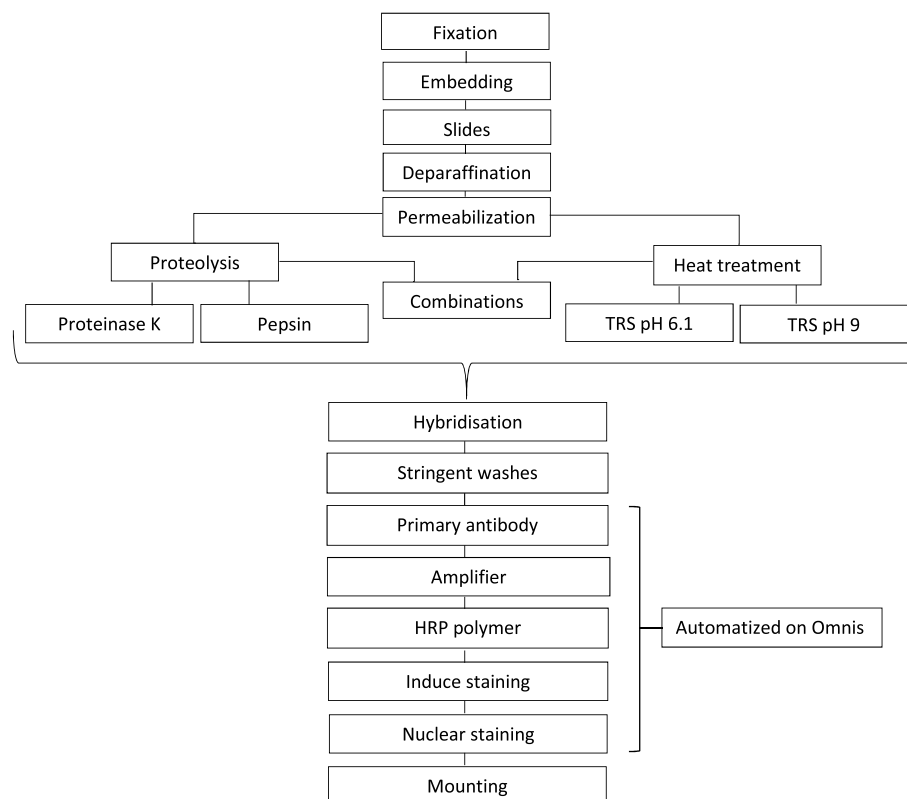 Fixation
Embedding
Slides
Deparaffination
Permeabilization
Proteolysis
Heat treatment
Combinations
Proteinase K
Pepsin
TRS pH 6.1
TRS pH 9
Hybridisation
Stringent washes
Primary antibody
Amplifier
HRP polymer
Automatized on Omnis
Induce staining
Nuclear staining
Mounting